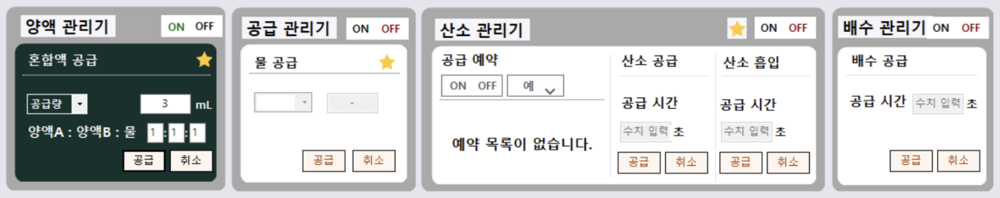 양액 관리기
ON OFF
혼합액 공급
공급량
3 mL
양액A : 양액B : 물 1 : 1 : 1
공급 취소
공급 관리기
ON OFF
물 공급
-
공급 취소
산소 관리기
ON OFF
공급 예약
ON OFF
예
예약 목록이 없습니다.
산소 공급
공급 시간
수치 입력 초
공급 취소
산소 흡입
공급 시간
수치 입력 초
공급 취소
배수 관리기
ON OFF
배수 공급
공급 시간 수치 입력 초
공급 취소